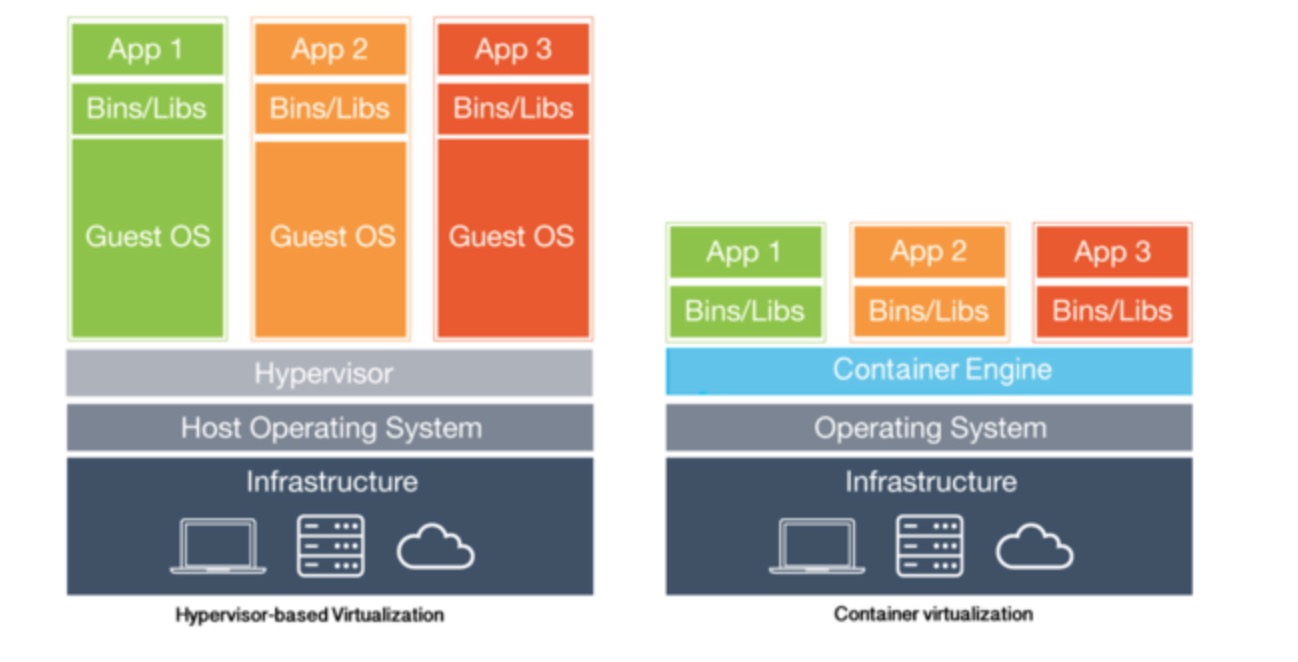 App 1
App 2
App 3
Bins/Libs
Bins/Libs
Bins/Libs
Guest OS
Guest OS
Guest OS
Hypervisor
Host Operating System
Infrastructure
Hypervisor-based Virtualization
App 1
App 2
App 3
Bins/Libs
Bins/Libs
Bins/Libs
Container Engine
Operating System
Infrastructure
Container virtualization